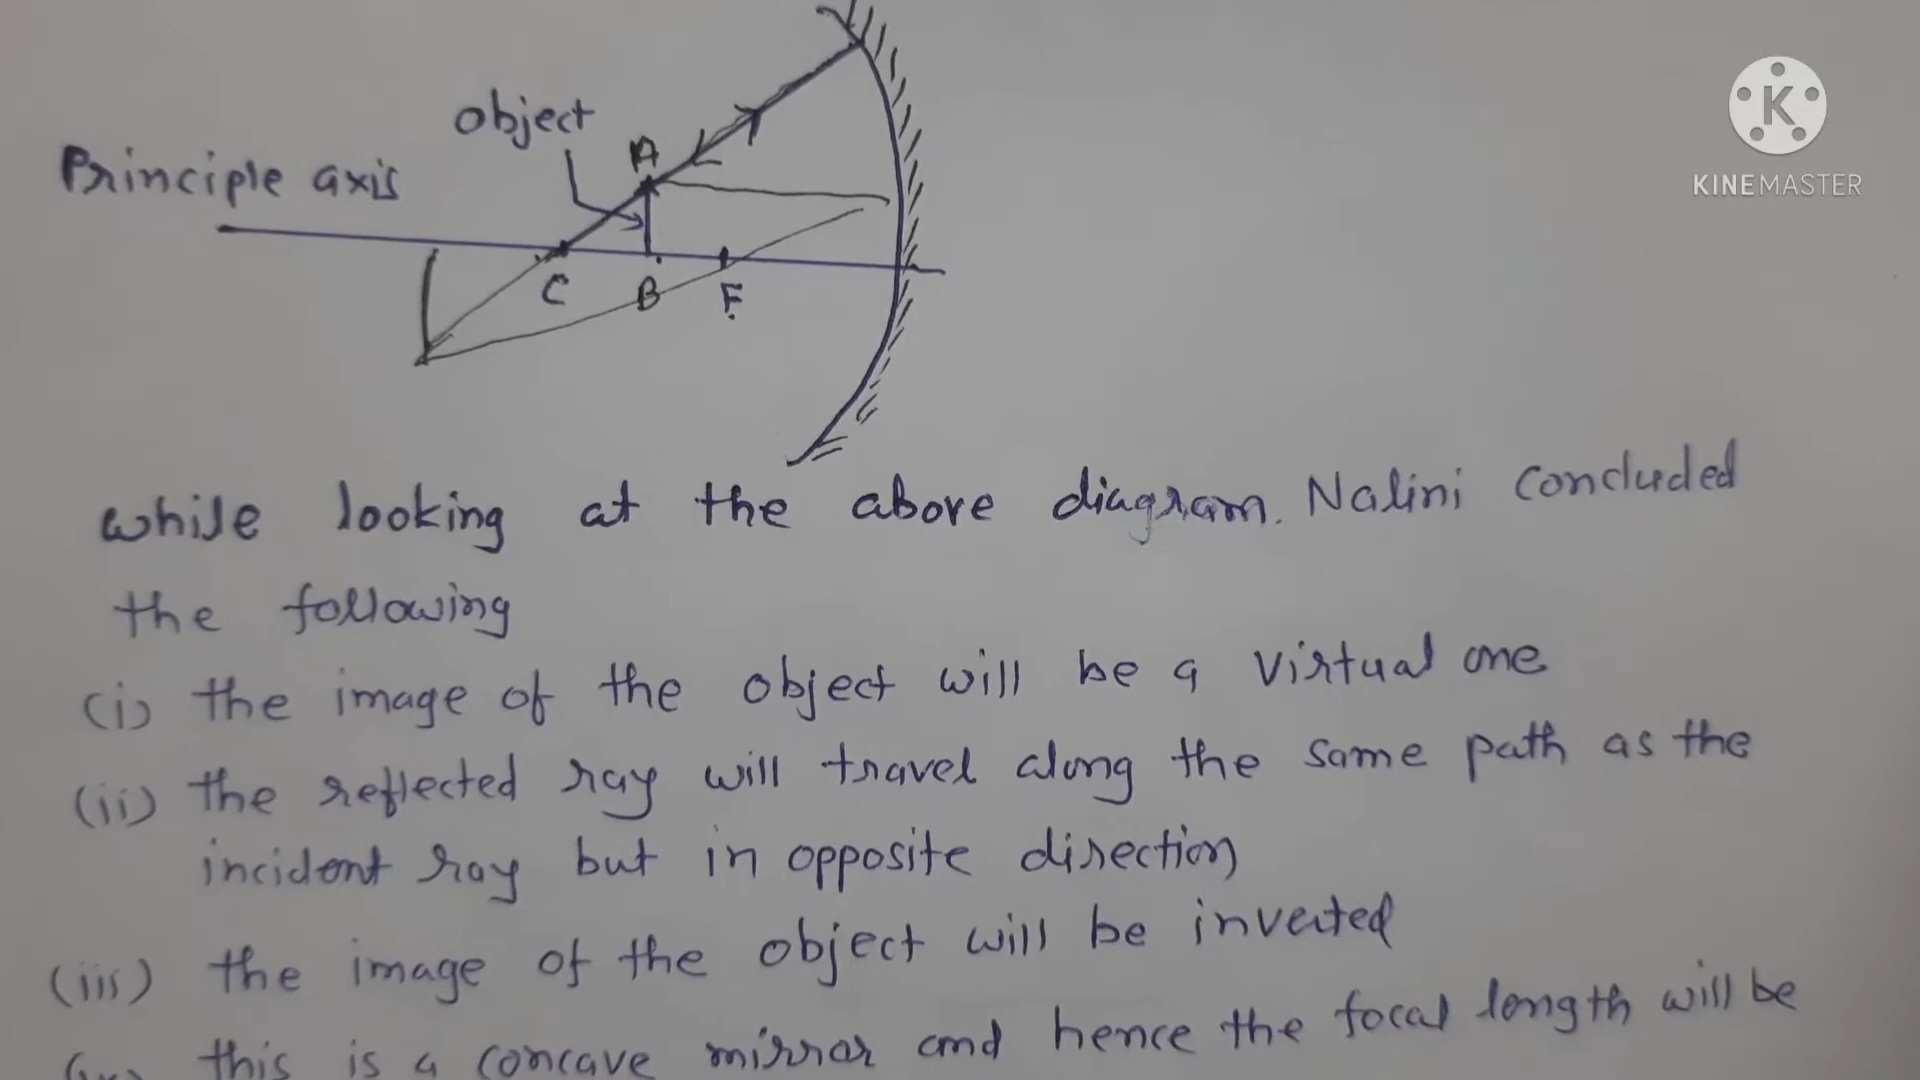 object
A
Principle axis
C
B
F
K
KINEMASTER
while looking at the above diagram. Nalini concluded
the following
(i) the image of the object will be a virtual one
(ii) the reflected ray will travel along the same path as the
incident ray but in opposite direction
(iii) the image of the object will be inverted
this is a concave mirror and hence the focal length will be